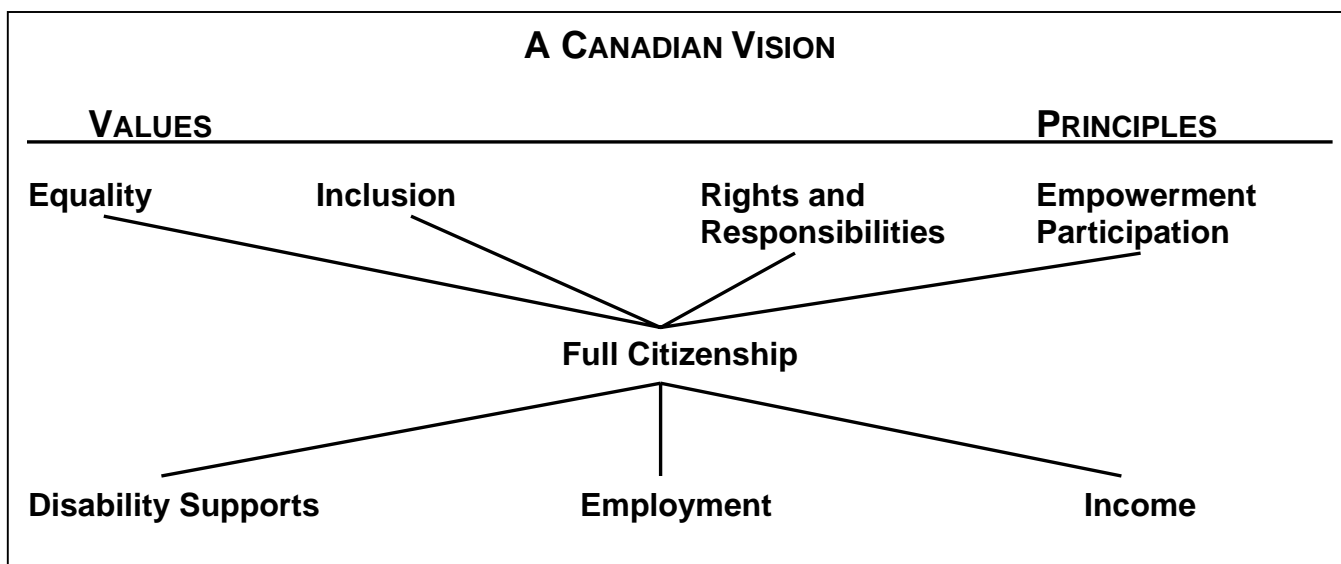 A CANADIAN VISION
VALUES PRINCIPLES
Equality Inclusion Rights and Empowerment
Responsibilities Participation
Full Citizenship
Disability Supports Employment Income